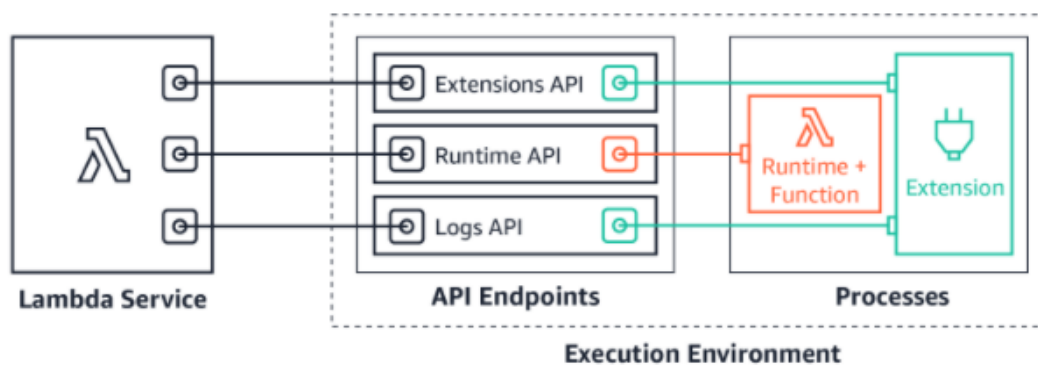 Extensions API
Runtime API
Logs API
Runtime +
Function
Extension
Lambda Service
API Endpoints
Processes
Execution Environment